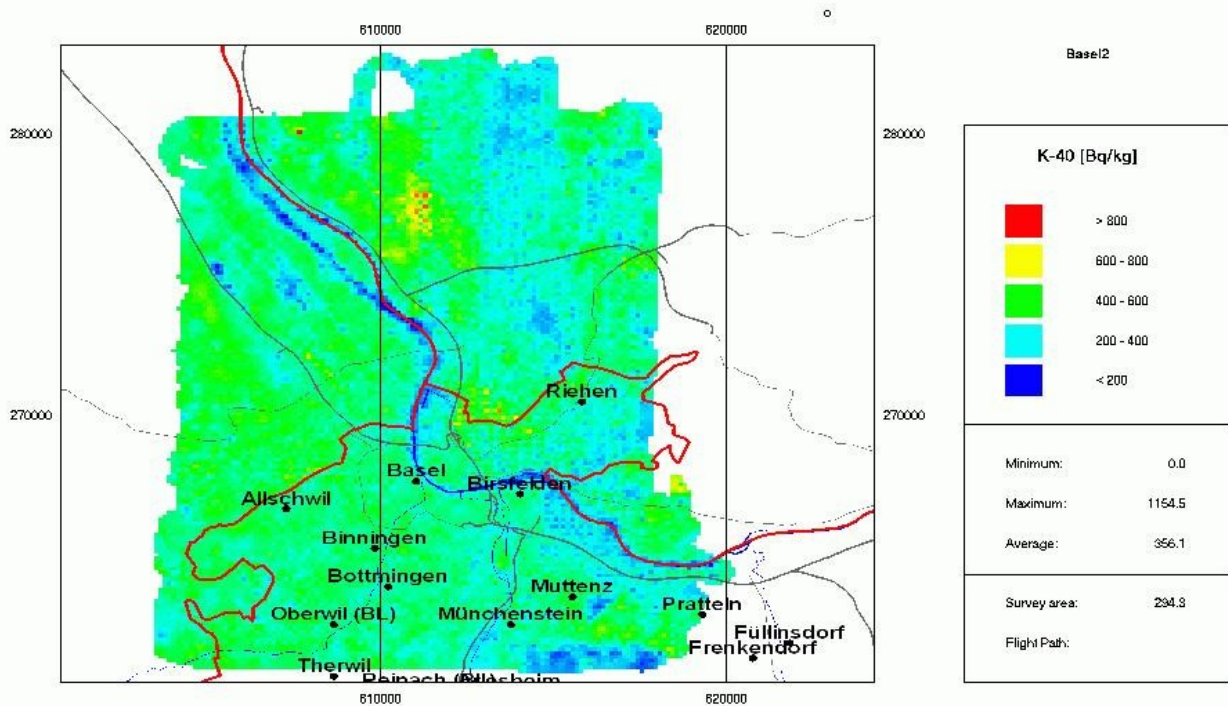 610000
620000
Basel2
280000
280000
K-40 [Bq/kg]
> 800
600 - 800
400 - 600
200 - 400
< 200
270000
270000
Riehen
Basel
Birsfelden
Allschwil
Binningen
Bottmingen
Muttenz
Oberwil (BL)
Münchenstein
Pratteln
Füllinsdorf
Frenkendorf
Therwil
Reinach
Minimum: 0.0
Maximum: 1154.5
Average: 356.1
Survey area: 294.8
Flight Path:
610000
620000